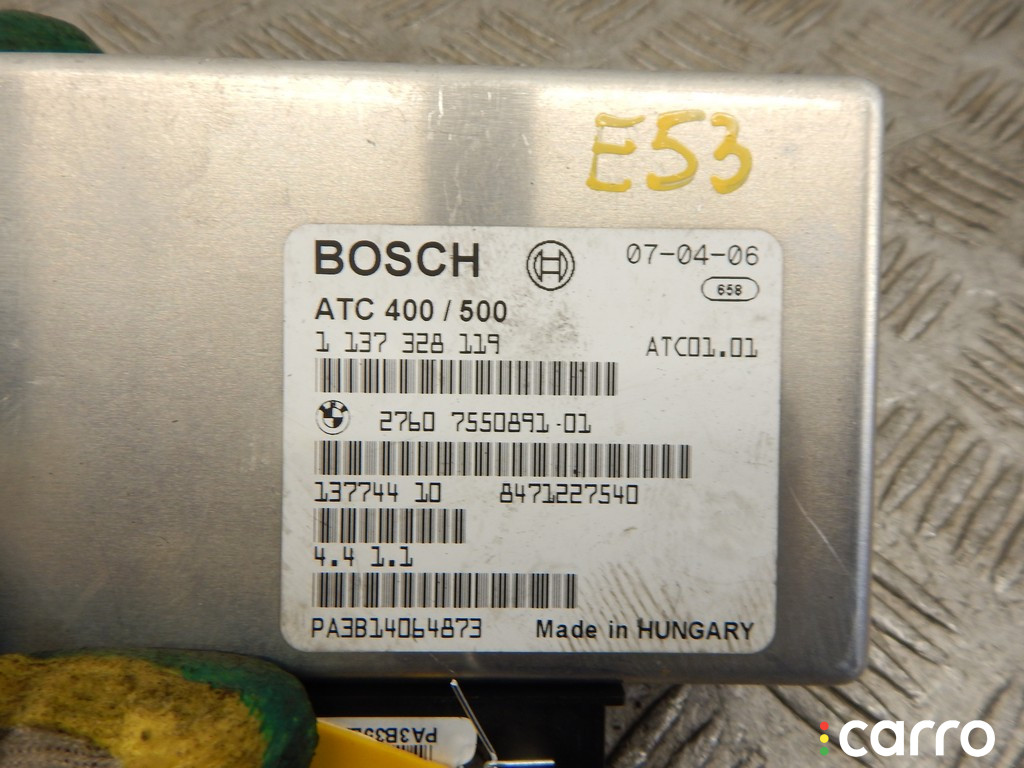 E53
BOSCH 07-04-06
658
ATC 400 / 500
1 137 328 119 ATC01.01
2760 7550891-01
137744 10 8471227540
4.4 1.1
PA3B14064873 Made in HUNGARY
carro